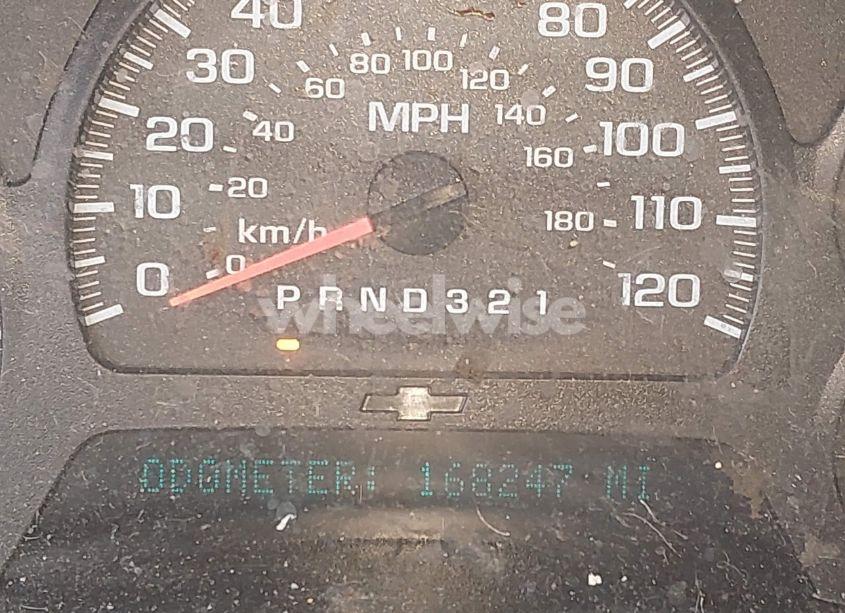 40 80
30 60 80 100 120 90
MPH
20 40 140 100
160
10 20 180 110
km/h
0 0 120
P R N D 3 2 1
wheelwise
ODOMETER: 168247 MI